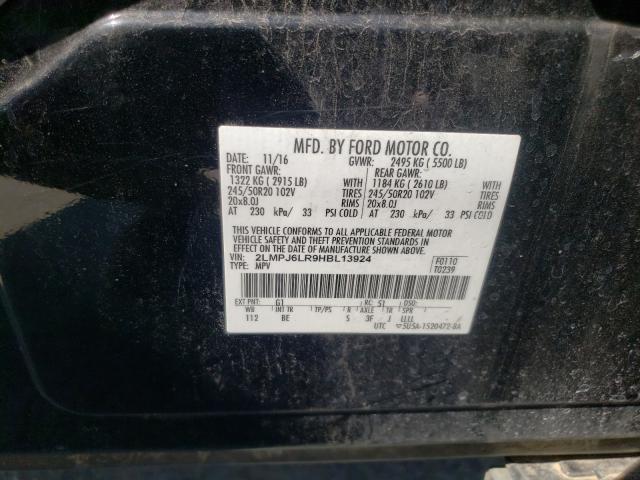 MFD. BY FORD MOTOR CO.
DATE: 11/16 GVWR: 2495 KG ( 5500 LB)
FRONT GAWR: REAR GAWR:
1322 KG ( 2915 LB) WITH 1184 KG ( 2610 LB) WITH
245/50R20 102V TIRES 245/50R20 102V TIRES
20x8.0J RIMS 20x8.0J RIMS
AT 230 kPa/ 33 PSI COLD AT 230 kPa/ 33 PSI COLD
THIS VEHICLE CONFORMS TO ALL APPLICABLE FEDERAL MOTOR
VEHICLE SAFETY AND THEFT PREVENTION STANDARDS IN
EFFECT ON THE DATE OF MANUFACTURE SHOWN ABOVE.
VIN: 2LMPJ6LR9HBL13924 F0110
TYPE: MPV T0239
EXT PNT: G1 RC: 51 DSO:
WB INT TR TP/PS R AXLE TR SPR
112 BE 5 3F J LLLL
UTC